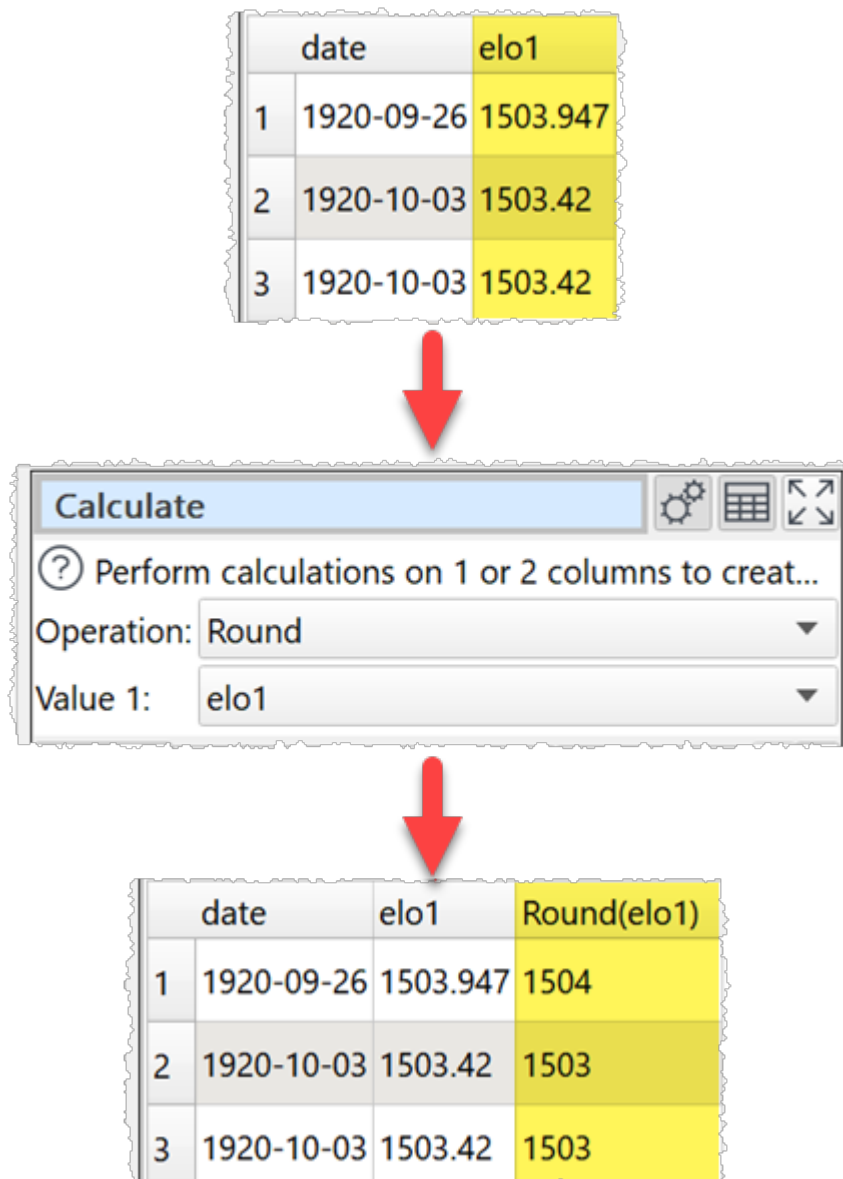 date elo1
1 1920-09-26 1503.947
2 1920-10-03 1503.42
3 1920-10-03 1503.42
Calculate
? Perform calculations on 1 or 2 columns to creat...
Operation: Round
Value 1: elo1
date elo1 Round(elo1)
1 1920-09-26 1503.947 1504
2 1920-10-03 1503.42 1503
3 1920-10-03 1503.42 1503